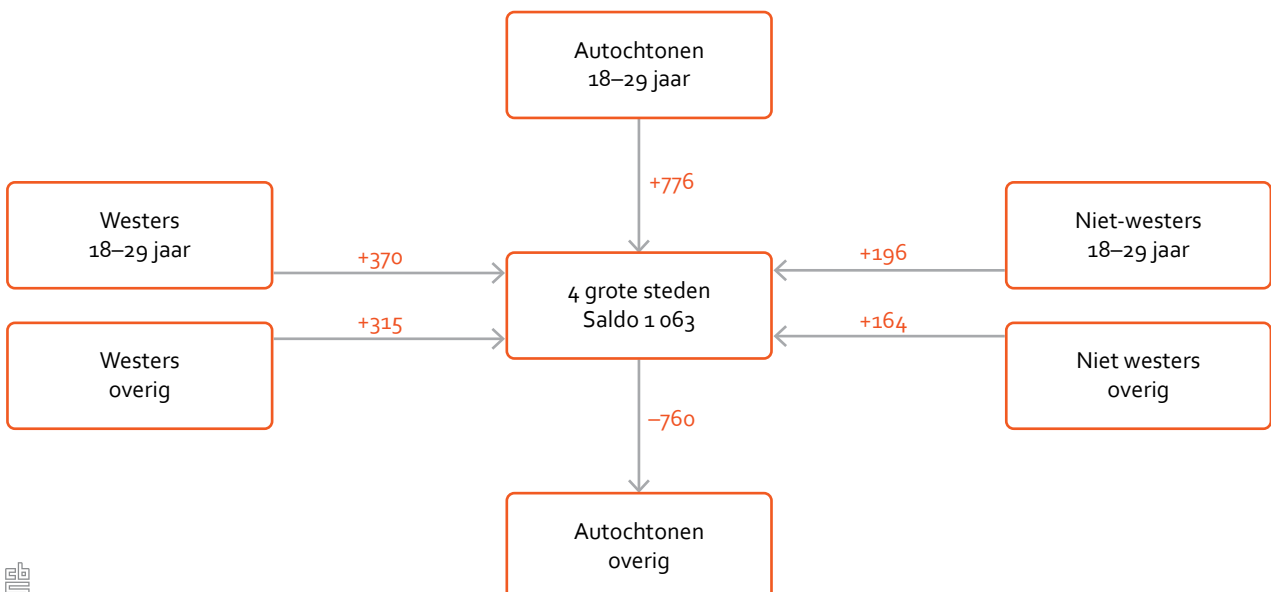 Autochtonen
18–29 jaar
+776
Westers
18–29 jaar
+370
Niet-westers
18–29 jaar
+196
4 grote steden
Saldo 1 063
Westers
overig
+315
Niet westers
overig
+164
–760
Autochtonen
overig